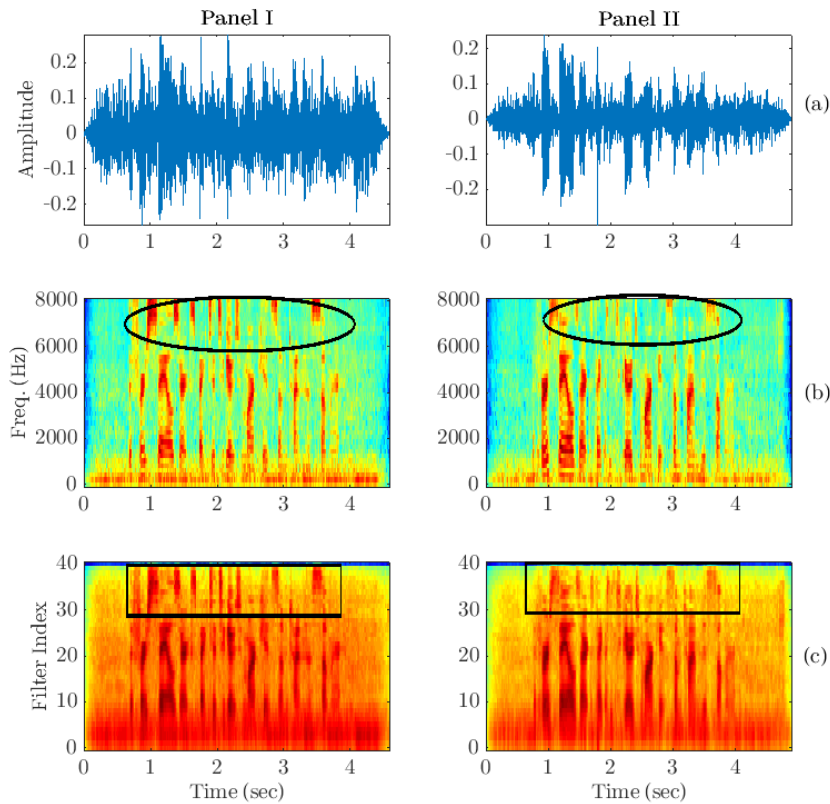 Panel I
Panel II
0.2
0.1
0
-0.1
-0.2
Amplitude
0 1 2 3 4
0.2
0.1
0
-0.1
-0.2
0 1 2 3 4
(a)
8000
6000
4000
2000
0
Freq. (Hz)
0 1 2 3 4
8000
6000
4000
2000
0
0 1 2 3 4
(b)
40
30
20
10
0
Filter Index
0 1 2 3 4
Time (sec)
40
30
20
10
0
0 1 2 3 4
Time (sec)
(c)